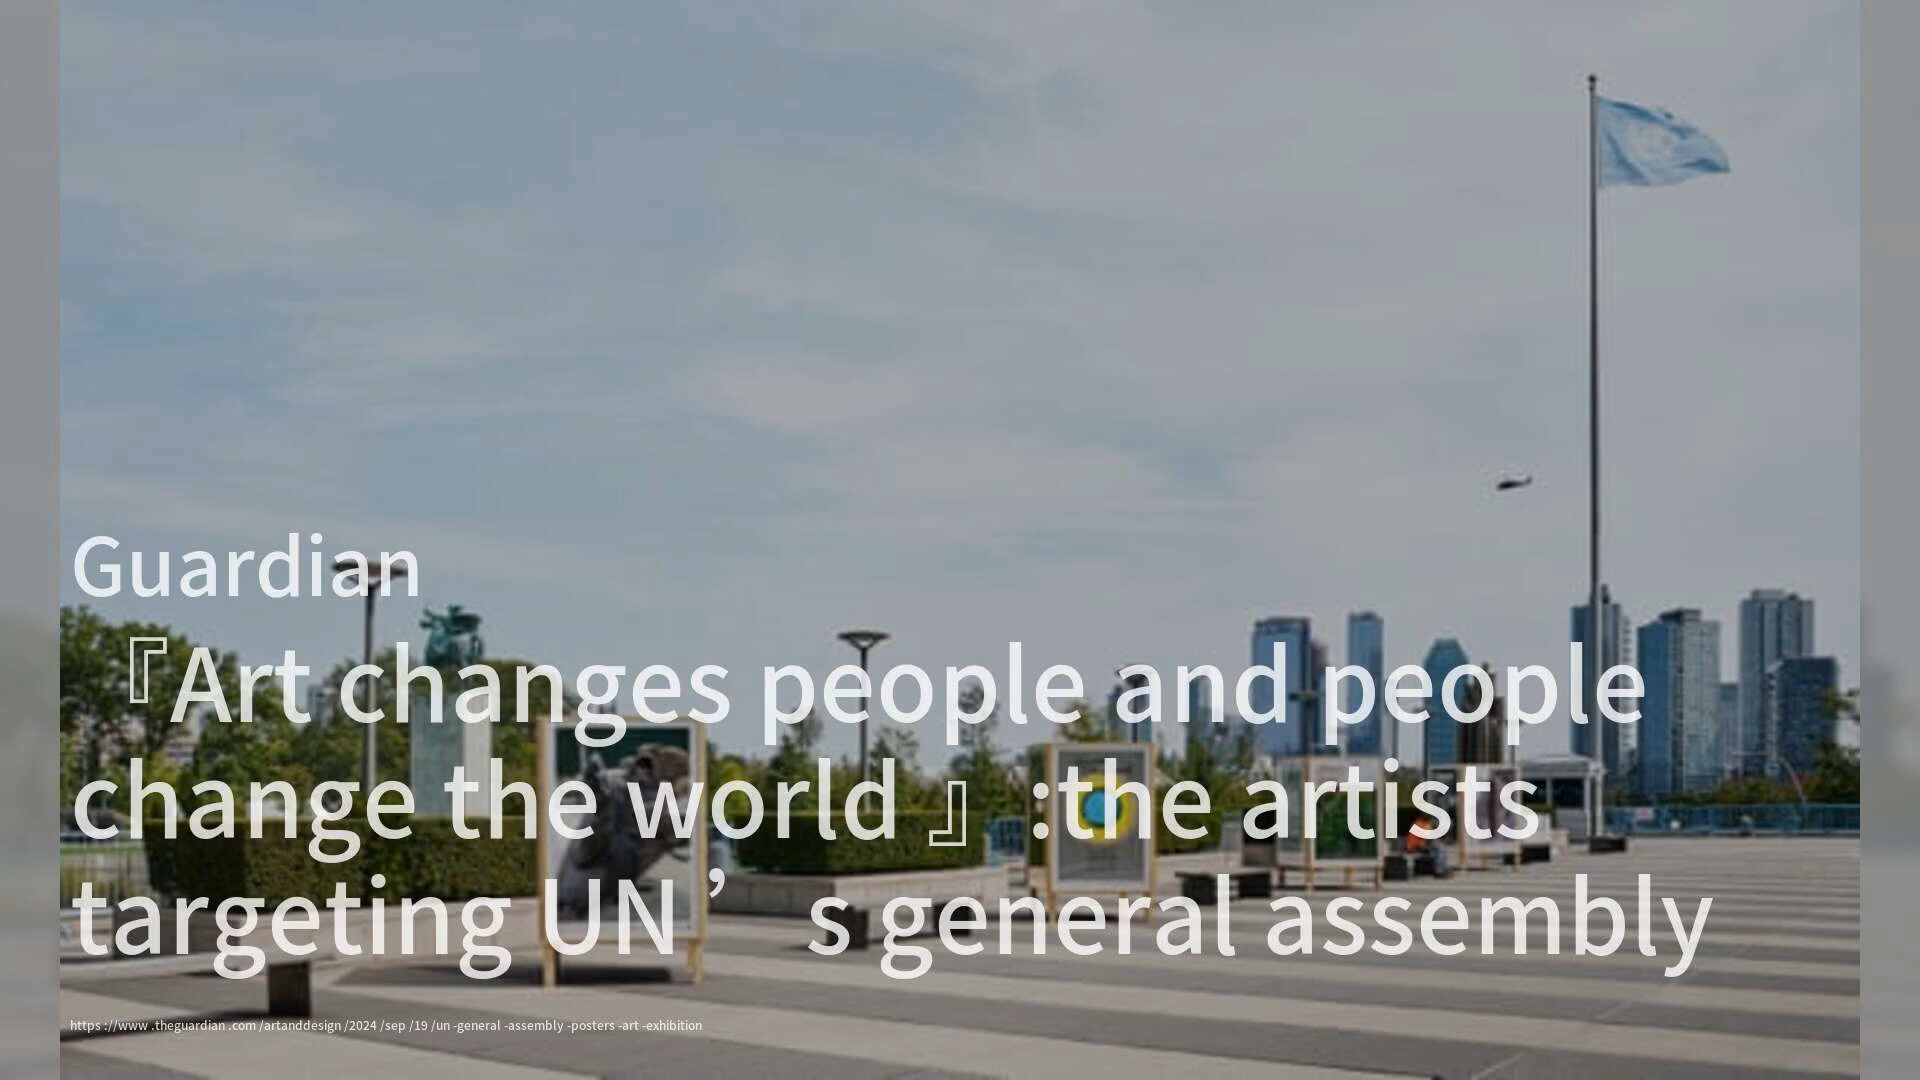 Guardian
『Art changes people and people
change the world 』:the artists
targeting UN’s general assembly
https ://www .theguardian .com /artanddesign /2024 /sep /19 /un -general -assembly -posters -art -exhibition